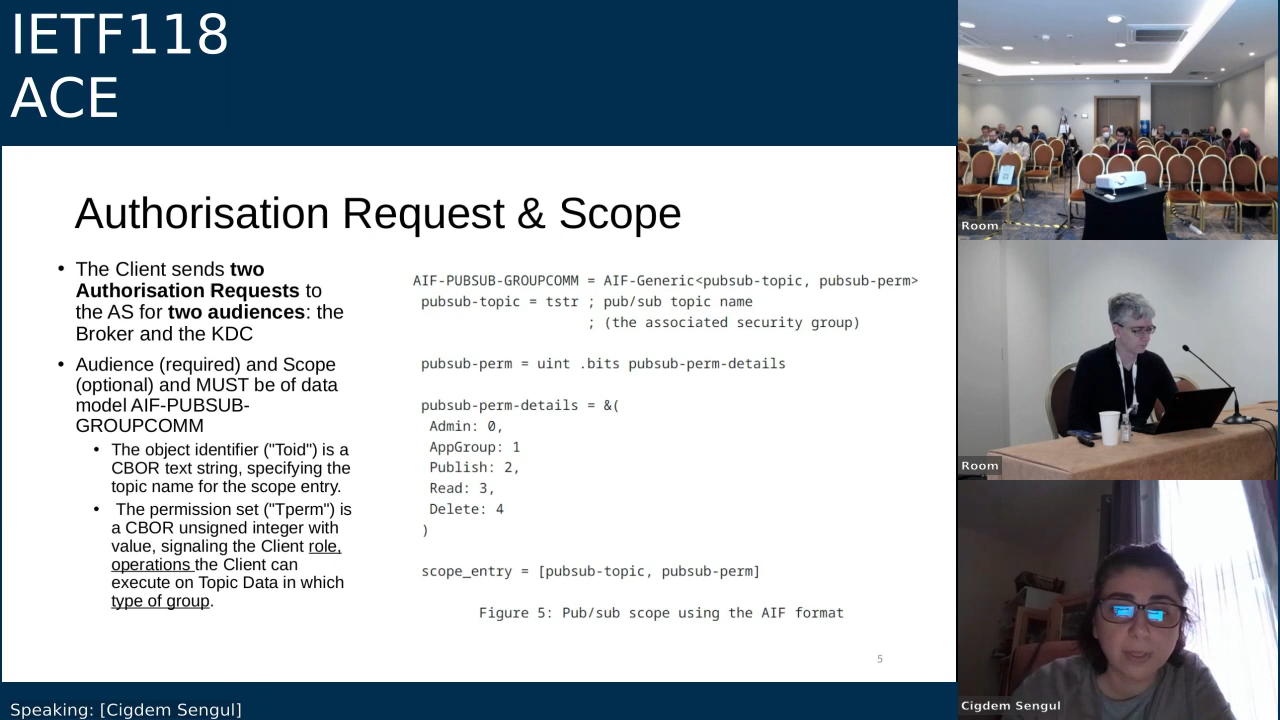 IETF118
ACE
Authorisation Request & Scope
• The Client sends two
Authorisation Requests to
the AS for two audiences: the
Broker and the KDC
• Audience (required) and Scope
(optional) and MUST be of data
model AIF-PUBSUB-
GROUPCOMM
• The object identifier ("Toid") is a
CBOR text string, specifying the
topic name for the scope entry.
• The permission set ("Tperm") is
a CBOR unsigned integer with
value, signaling the Client role,
operations the Client can
execute on Topic Data in which
type of group.
AIF-PUBSUB-GROUPCOMM = AIF-Generic<pubsub-topic, pubsub-perm>
pubsub-topic = tstr ; pub/sub topic name
; (the associated security group)
pubsub-perm = uint .bits pubsub-perm-details
pubsub-perm-details = &(
Admin: 0,
AppGroup: 1
Publish: 2,
Read: 3,
Delete: 4
)
scope_entry = [pubsub-topic, pubsub-perm]
Figure 5: Pub/sub scope using the AIF format
5
Speaking: [Cigdem Sengul]
Room
Room
Cigdem Sengul